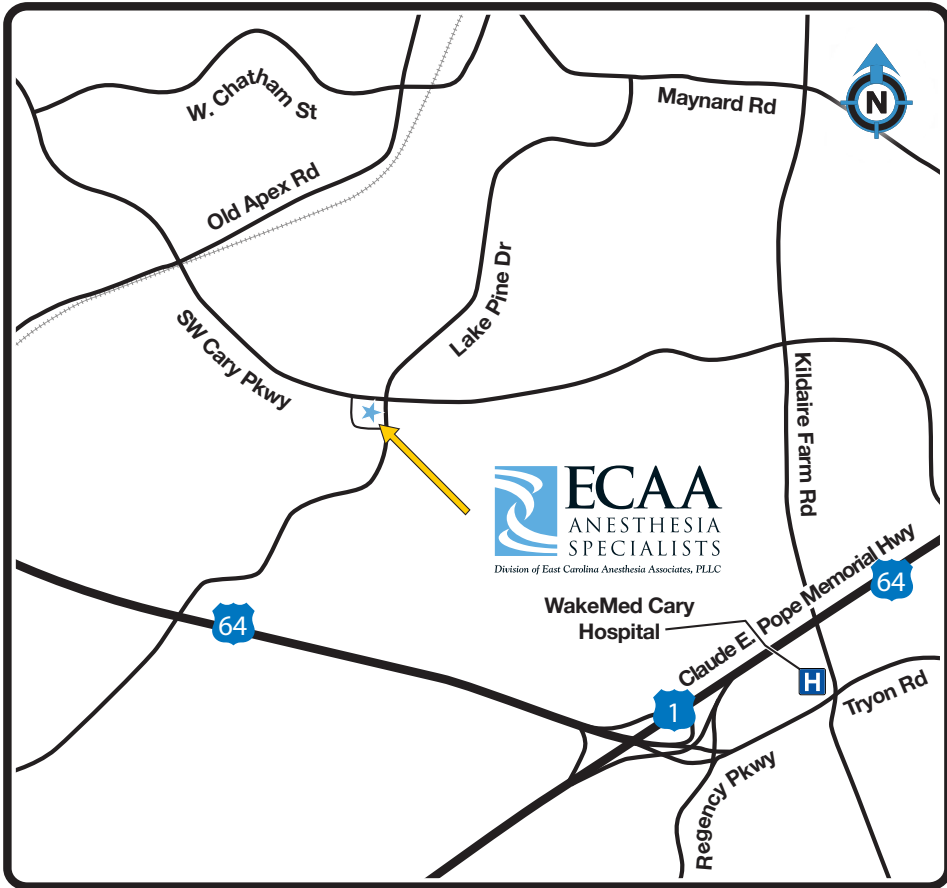 W. Chatham St
Maynard Rd
N
Old Apex Rd
Lake Pine Dr
SW Cary Pkwy
Kildaire Farm Rd
ECAA
ANESTHESIA
SPECIALISTS
Division of East Carolina Anesthesia Associates, PLLC
Claude E. Pope Memorial Hwy
64
WakeMed Cary
Hospital
64
H
1
Tryon Rd
Regency Pkwy